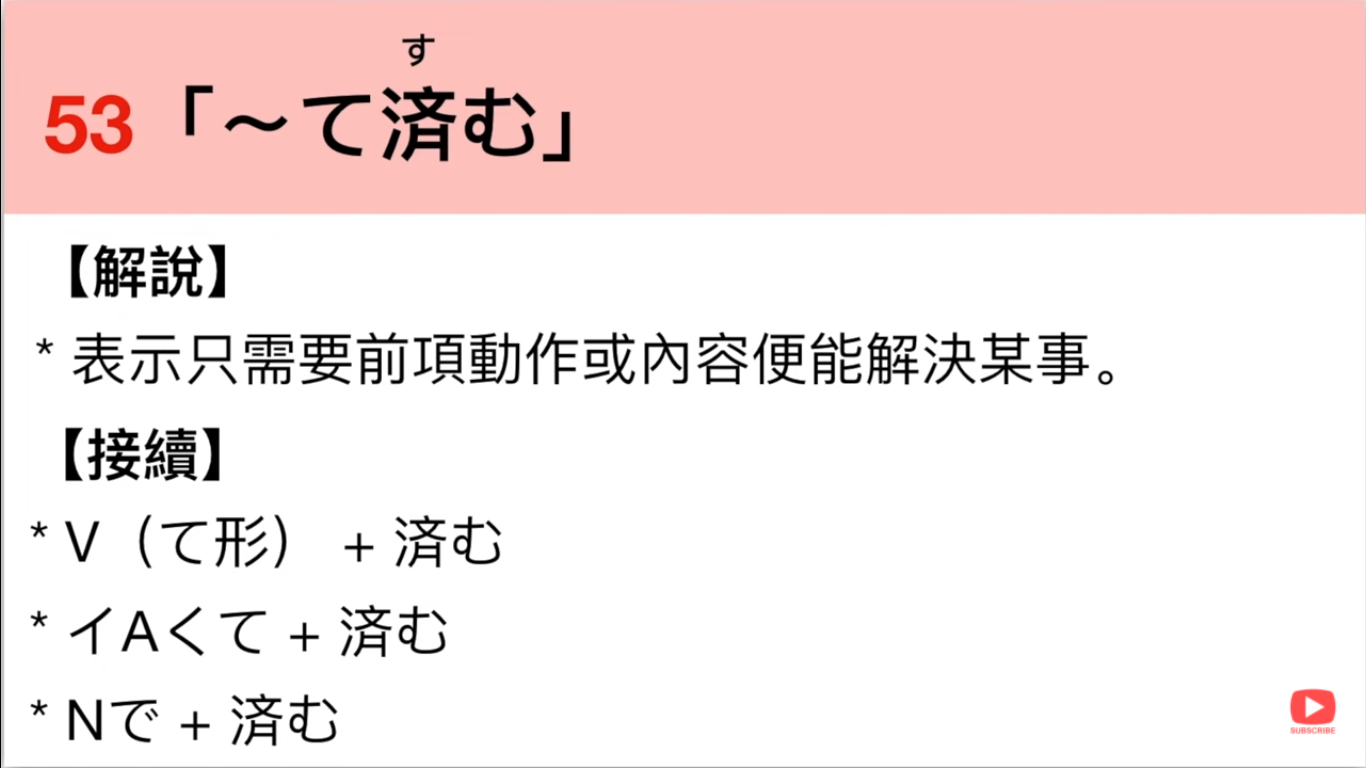 す
53「～て済む」
【解説】
* 表示只需要前項動作或內容便能解決某事。
【接續】
* V（て形） + 済む
* イAくて + 済む
* Nで + 済む
SUBSCRIBE